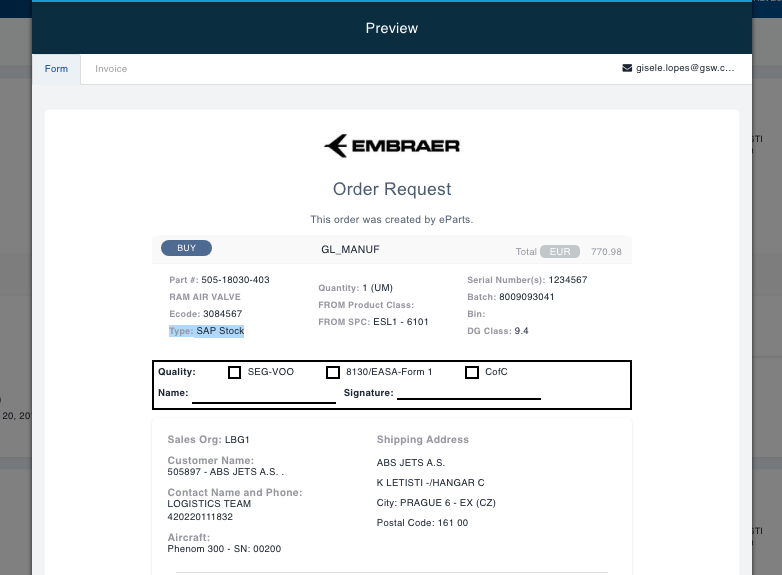 Preview
Form
Invoice
gisele.lopes@gsw.c...
EMBRAER
Order Request
This order was created by eParts.
BUY
GL_MANUF
Total EUR 770.98
Part #: 505-18030-403
RAM AIR VALVE
Ecode: 3084567
Type: SAP Stock
Quantity: 1 (UM)
FROM Product Class:
FROM SPC: ESL1 - 6101
Serial Number(s): 1234567
Batch: 8009093041
Bin:
DG Class: 9.4
Quality: SEG-VOO 8130/EASA-Form 1 CofC
Name: Signature:
Sales Org: LBG1
Customer Name:
505897 - ABS JETS A.S. .
Contact Name and Phone:
LOGISTICS TEAM
420220111832
Aircraft:
Phenom 300 - SN: 00200
Shipping Address
ABS JETS A.S.
K LETISTI -/HANGAR C
City: PRAGUE 6 - EX (CZ)
Postal Code: 161 00